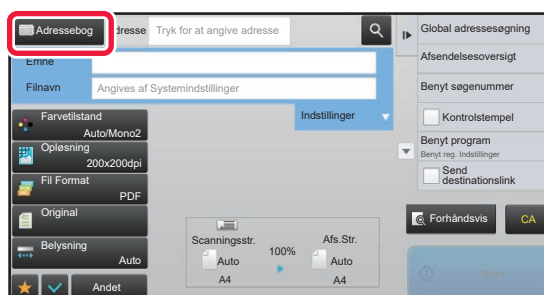 Adressebog
dresse
Tryk for at angive adresse
Emne
Filnavn
Angives af Systemindstillinger
Indstillinger
Farvetilstand
Auto/Mono2
Opløsning
200x200dpi
Fil Format
PDF
Original
Belysning
Auto
Andet
Scanningsstr.
Auto
A4
100%
Afs.Str.
Auto
A4
Global adressesøgning
Afsendelsesoversigt
Benyt søgenummer
Kontrolstempel
Benyt program
Benyt reg. Indstillinger
Send
destinationslink
Forhåndsvis
CA
Start